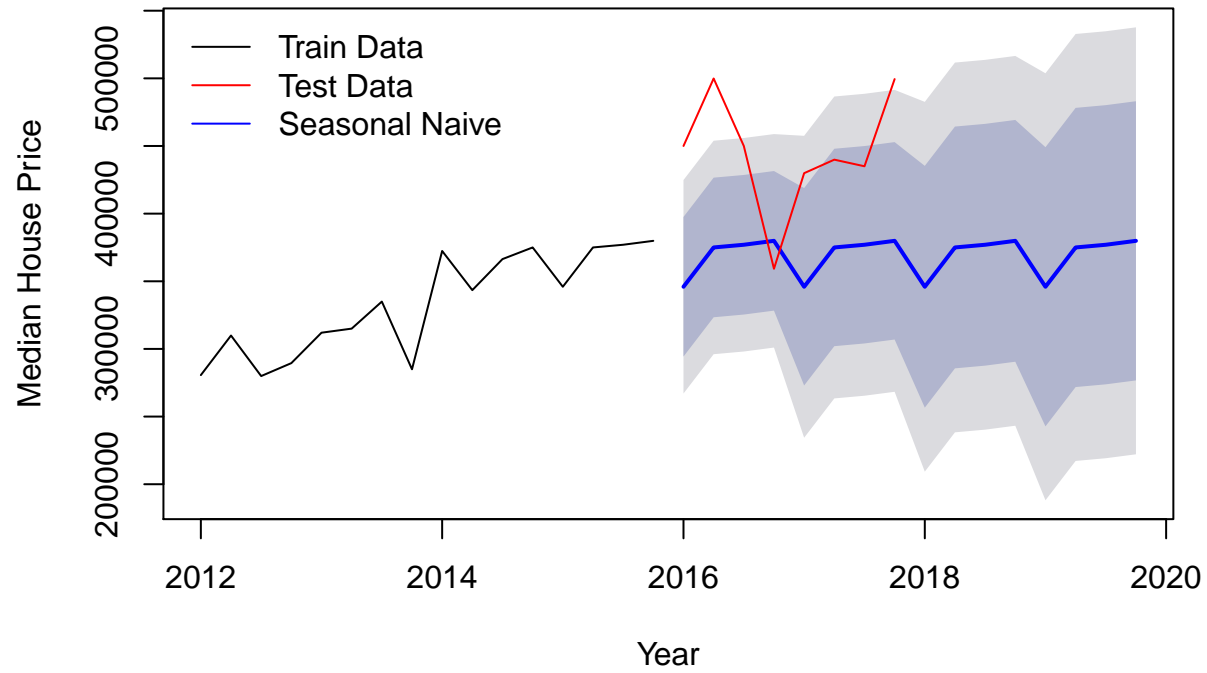 Train Data
Test Data
Seasonal Naive
Median House Price
500000
400000
300000
200000
2012 2014 2016 2018 2020
Year